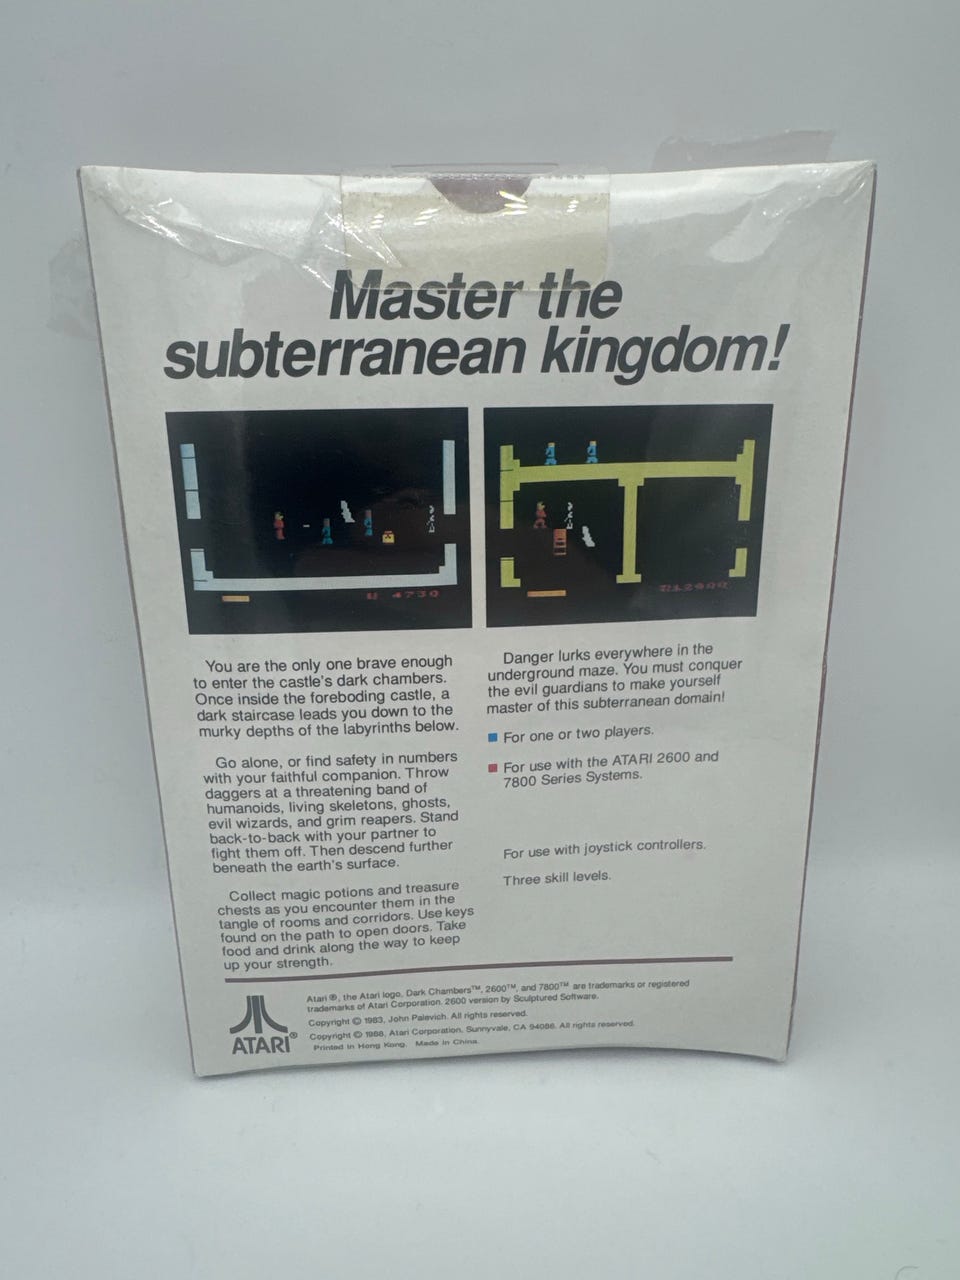 Master the
subterranean kingdom!
4730
You are the only one brave enough
to enter the castle's dark chambers.
Once inside the foreboding castle, a
dark staircase leads you down to the
murky depths of the labyrinths below.
Go alone, or find safety in numbers
with your faithful companion. Throw
daggers at a threatening band of
humanoids, living skeletons, ghosts,
evil wizards, and grim reapers. Stand
back-to-back with your partner to
fight them off. Then descend further
beneath the earth's surface.
Collect magic potions and treasure
chests as you encounter them in the
tangle of rooms and corridors. Use keys
found on the path to open doors. Take
food and drink along the way to keep
up your strength.
Danger lurks everywhere in the
underground maze. You must conquer
the evil guardians to make yourself
master of this subterranean domain!
For one or two players.
For use with the ATARI 2600 and
7800 Series Systems.
For use with joystick controllers.
Three skill levels.
ATARI®
Atari ®, the Atari logo, Dark Chambers™, 2600™, and 7800™ are trademarks or registered
trademarks of Atari Corporation. 2600 version by Sculptured Software.
Copyright © 1983, John Palevich. All rights reserved.
Copyright © 1988, Atari Corporation, Sunnyvale, CA 94086. All rights reserved.
Printed in Hong Kong. Made in China.